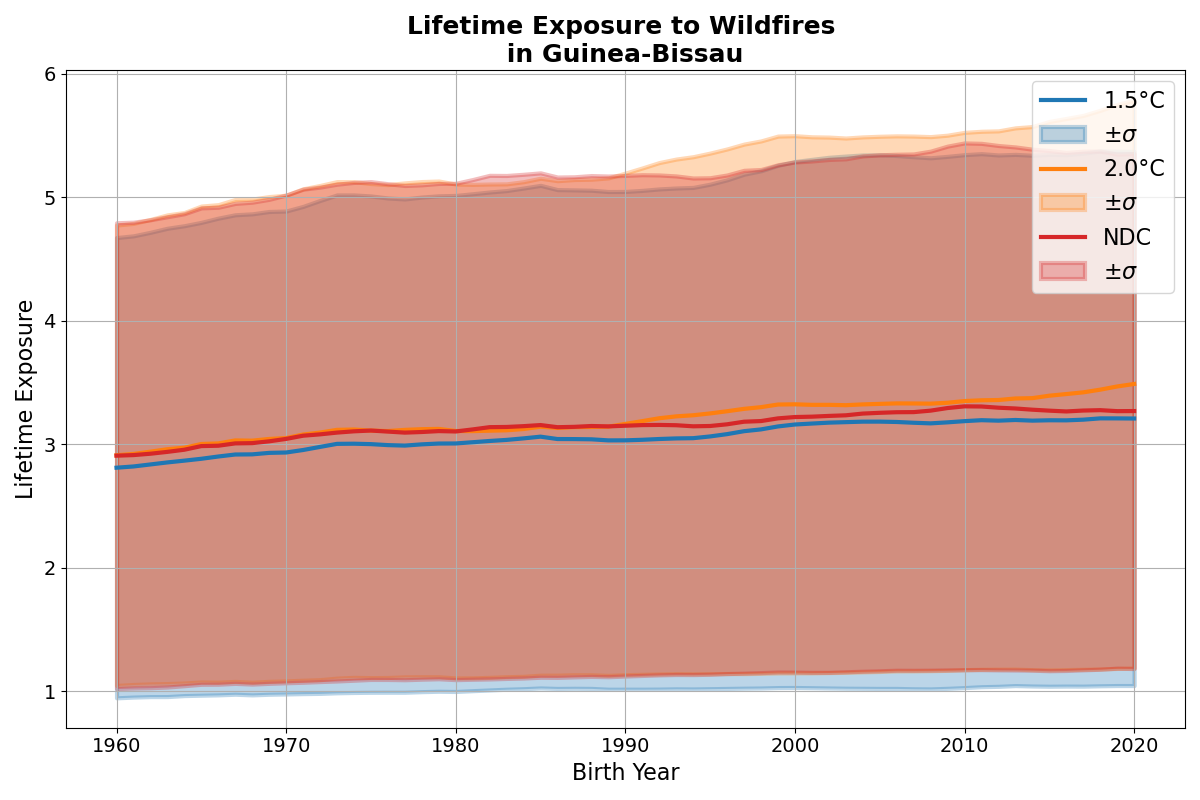 Lifetime Exposure to Wildfires
in Guinea-Bissau
6
5
4
3
2
1
Lifetime Exposure
1960
1970
1980
1990
2000
2010
2020
Birth Year
1.5°C
±σ
2.0°C
±σ
NDC
±σ